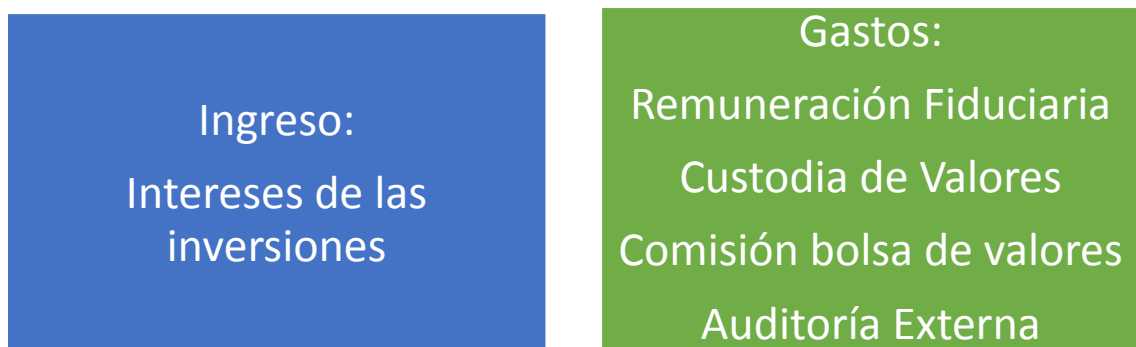 Ingreso:
Intereses de las
inversiones
Gastos:
Remuneración Fiduciaria
Custodia de Valores
Comisión bolsa de valores
Auditoría Externa